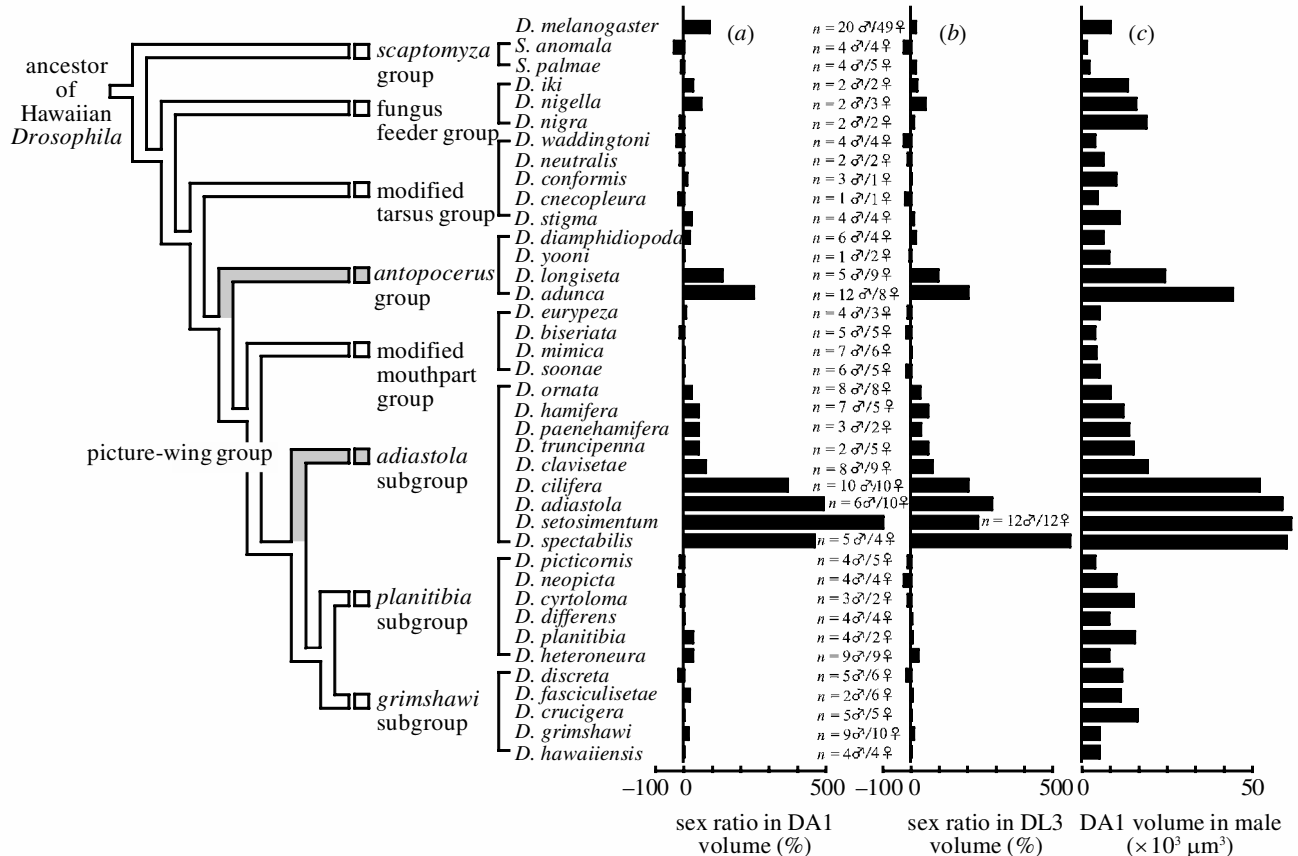 ancestor
of
Hawaiian
Drosophila
picture-wing group
scaptomyza
group
fungus
feeder group
modified
tarsus group
antopocerus
group
modified
mouthpart
group
adiastola
subgroup
planitibia
subgroup
grimshawi
subgroup
(a) (b) (c)
D. melanogaster n = 20 ♂/49♀
S. anomala n = 4 ♂/4♀
S. palmae n = 4 ♂/5♀
D. iki n = 2 ♂/2♀
D. nigella n = 2 ♂/3♀
D. nigra n = 2 ♂/2♀
D. waddingtoni n = 4 ♂/4♀
D. neutralis n = 2 ♂/2♀
D. conformis n = 3 ♂/1♀
D. cnecopleura n = 1 ♂/1♀
D. stigma n = 4 ♂/4♀
D. diamphidiopoda n = 6 ♂/4♀
D. yooni n = 1 ♂/2♀
D. longiseta n = 5 ♂/9♀
D. adunca n = 12 ♂/8♀
D. eurypeza n = 4 ♂/3♀
D. biseriata n = 5 ♂/5♀
D. mimica n = 7 ♂/6♀
D. soonae n = 6 ♂/5♀
D. ornata n = 8 ♂/8♀
D. hamifera n = 7 ♂/5♀
D. paenehamifera n = 3 ♂/2♀
D. truncipenna n = 2 ♂/5♀
D. clavisetae n = 8 ♂/9♀
D. cilifera n = 10 ♂/10♀
D. adiastola n = 6♂/10♀
D. setosimentum n = 12♂/12♀
D. spectabilis n = 5 ♂/4♀
D. picticornis n = 4♂/5♀
D. neopicta n = 4♂/4♀
D. cyrtoloma n = 3♂/2♀
D. differens n = 4♂/4♀
D. planitibia n = 4♂/2♀
D. heteroneura n = 9♂/9♀
D. discreta n = 5♂/6♀
D. fasciculisetae n = 2♂/6♀
D. crucigera n = 5♂/5♀
D. grimshawi n = 9♂/10♀
D. hawaiiensis n = 4♂/4♀
–100 0 500 –100 0 500 0 50
sex ratio in DA1 sex ratio in DL3 DA1 volume in male
volume (%) volume (%) (×10³ μm³)